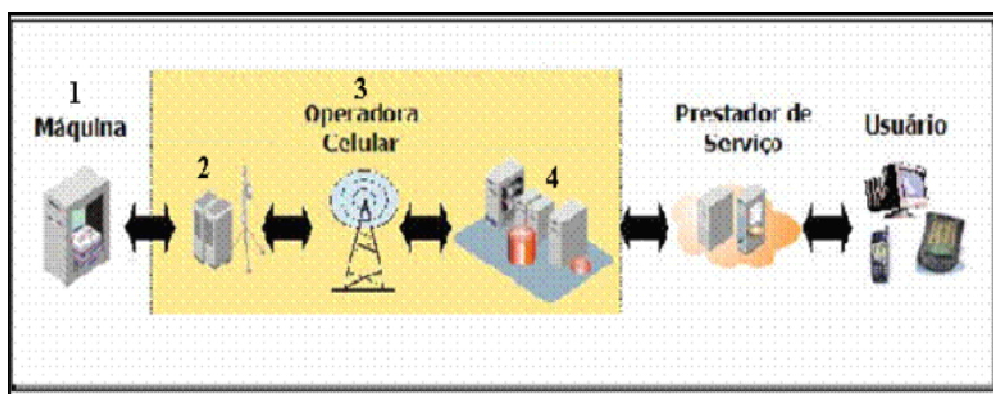 1
Máquina
2
3
Operadora
Celular
4
Prestador de
Serviço
Usuário